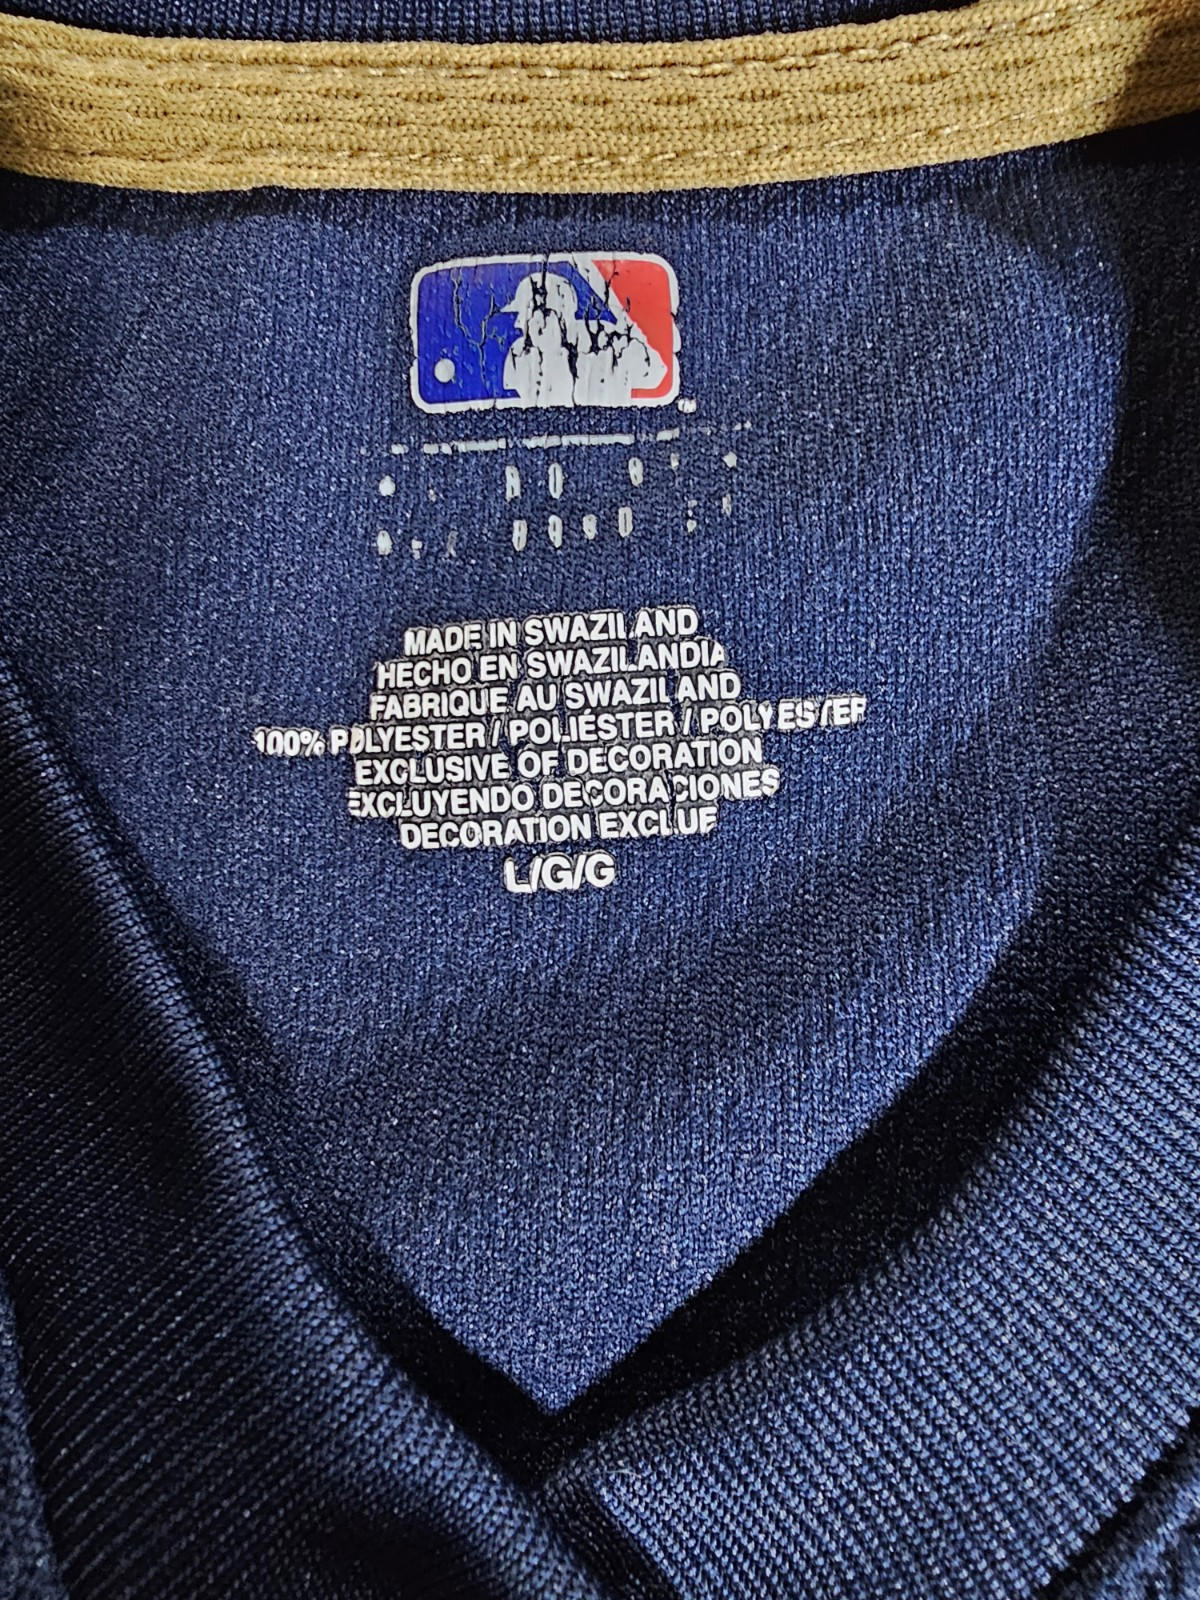 TM
MADE IN SWAZILAND
HECHO EN SWAZILANDIA
FABRIQUE AU SWAZILAND
100% POLYESTER / POLIÉSTER / POLYESTER
EXCLUSIVE OF DECORATION
EXCLUYENDO DECORACIONES
DECORATION EXCLUE
L/G/G